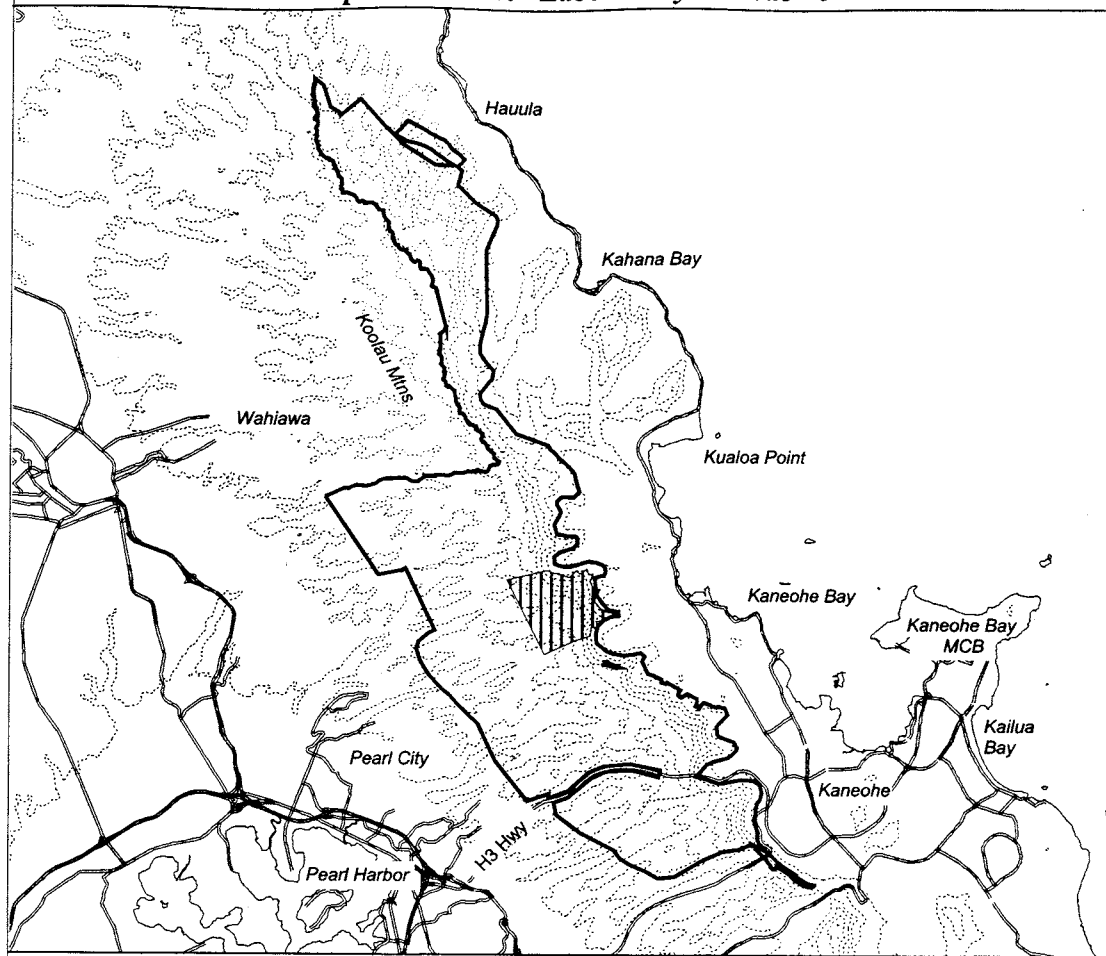 Hauula
Kahana Bay
Koolau Mtns
Wahiawa
Kualoa Point
Kaneohe Bay
Kaneohe Bay
MCB
Kailua
Bay
Pearl City
Kaneohe
H3 Hwy
Pearl Harbor